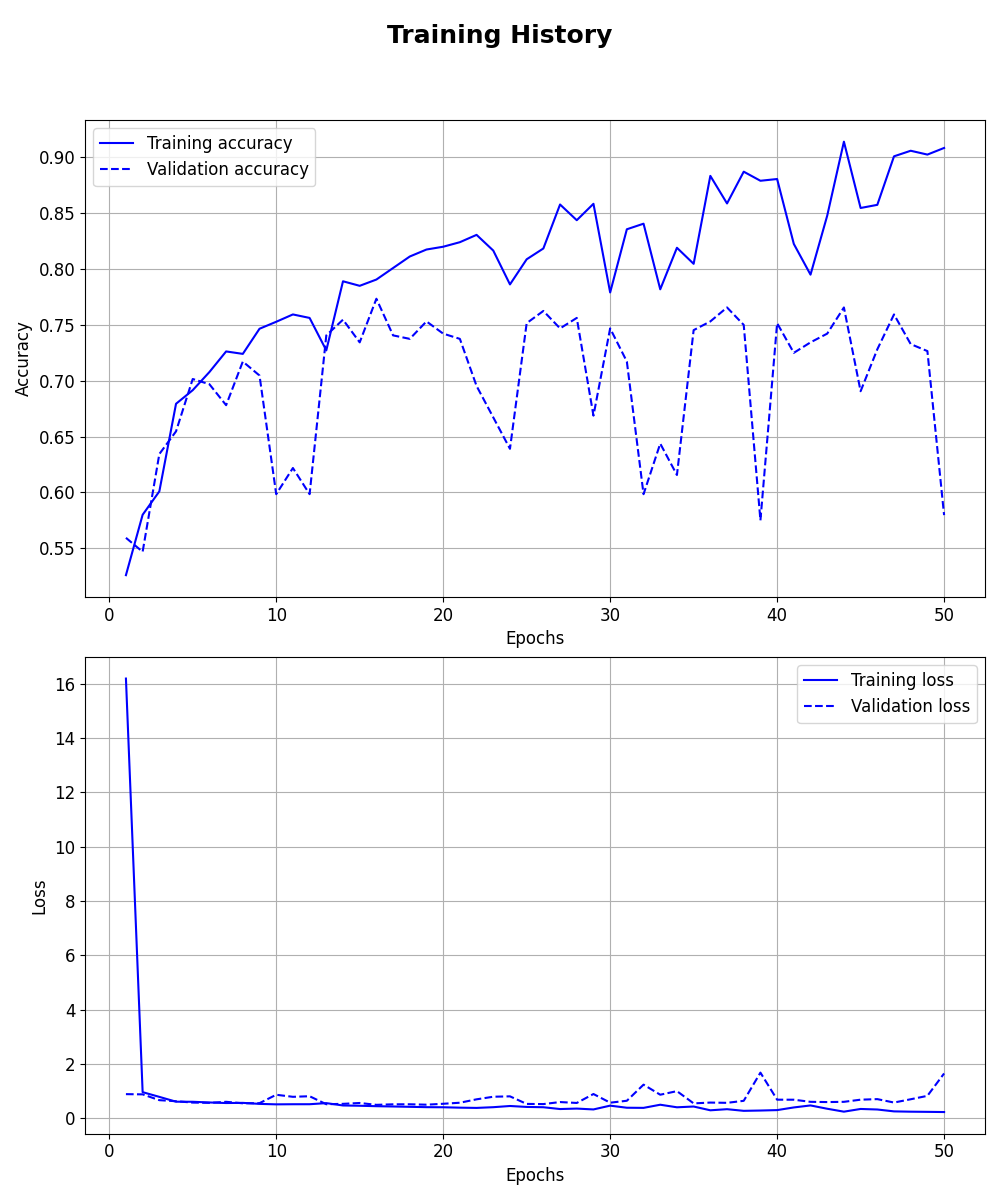 Training History
Training accuracy
Validation accuracy
0.90
0.85
0.80
0.75
0.70
0.65
0.60
0.55
Accuracy
0 10 20 30 40 50
Epochs
Training loss
Validation loss
16
14
12
10
8
6
4
2
0
Loss
0 10 20 30 40 50
Epochs